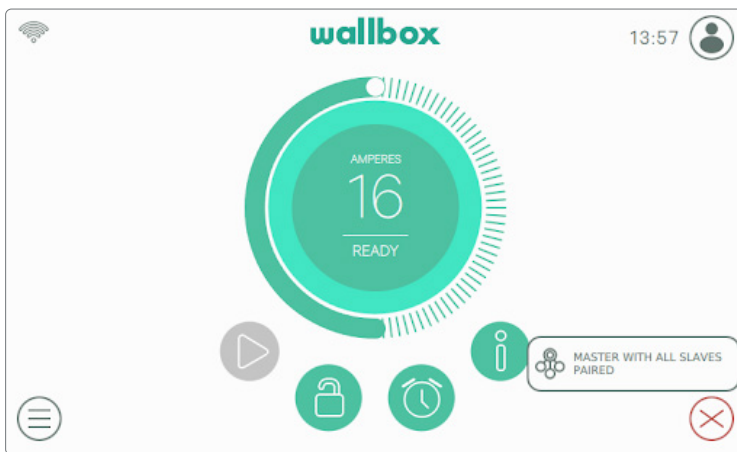 wallbox
13:57
AMPERES
16
READY
MASTER WITH ALL SLAVES
PAIRED